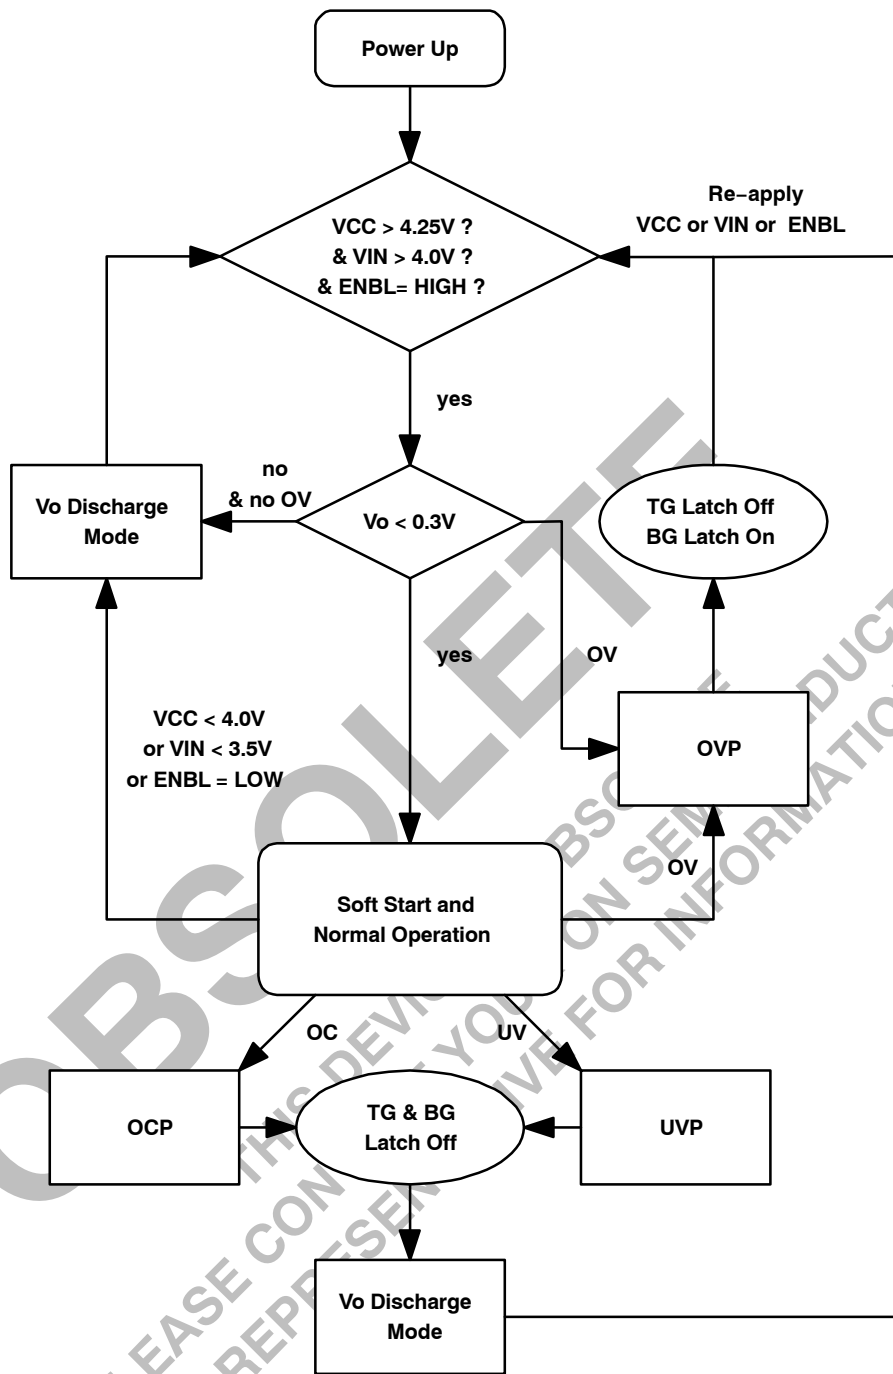 Power Up
Re−apply
VCC or VIN or ENBL
VCC > 4.25V ?
& VIN > 4.0V ?
& ENBL= HIGH ?
yes
no
& no OV
Vo Discharge
Mode
Vo < 0.3V
TG Latch Off
BG Latch On
yes
OV
VCC < 4.0V
or VIN < 3.5V
or ENBL = LOW
OVP
OV
Soft Start and
Normal Operation
OC
UV
OCP
TG & BG
Latch Off
UVP
Vo Discharge
Mode
OBSOLETE
THIS DEVIC